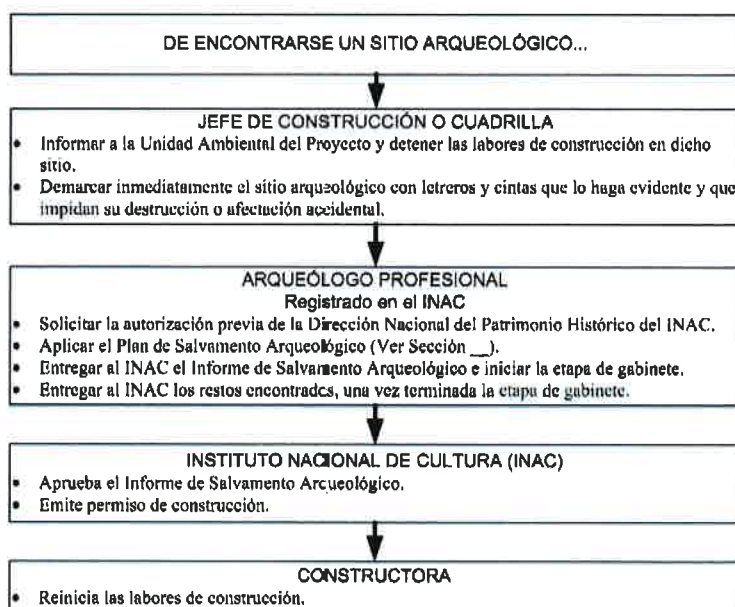 DE ENCONTRARSE UN SITIO ARQUEOLÓGICO...
JEFE DE CONSTRUCCIÓN O CUADRILLA
• Informar a la Unidad Ambiental del Proyecto y detener las labores de construcción en dicho
sitio.
• Demarcar inmediatamente el sitio arqueológico con letreros y cintas que lo haga evidente y que
impidan su destrucción o afectación accidental.
ARQUEÓLOGO PROFESIONAL
Registrado en el INAC
• Solicitar la autorización previa de la Dirección Nacional del Patrimonio Histórico del INAC.
• Aplicar el Plan de Salvamento Arqueológico (Ver Sección __).
• Entregar al INAC el Informe de Salvamento Arqueológico e iniciar la etapa de gabinete.
• Entregar al INAC los restos encontrados, una vez terminada la etapa de gabinete.
INSTITUTO NACIONAL DE CULTURA (INAC)
• Aprueba el Informe de Salvamento Arqueológico.
• Emite permiso de construcción.
CONSTRUCTORA
• Reinicia las labores de construcción.